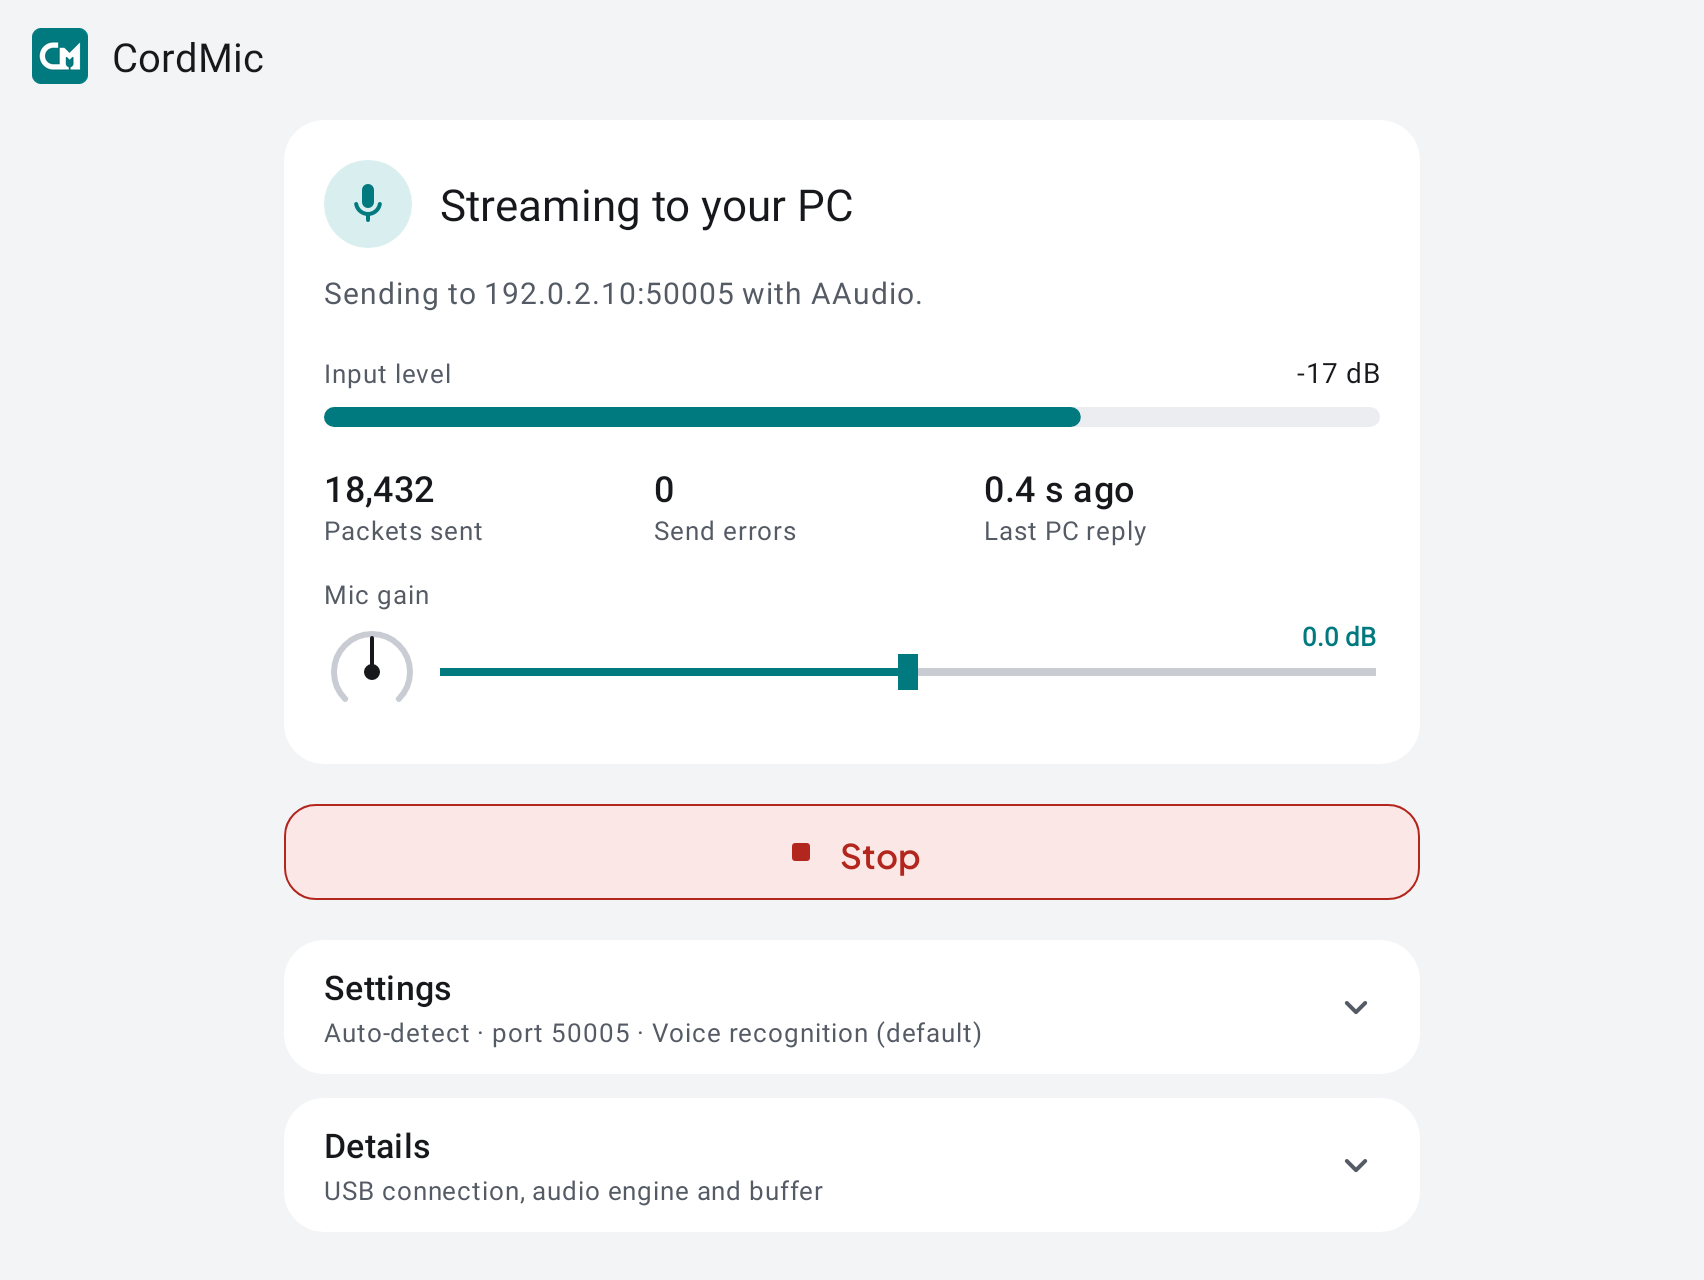 CM CordMic
Streaming to your PC
Sending to 192.0.2.10:50005 with AAudio.
Input level -17 dB
18,432 0 0.4 s ago
Packets sent Send errors Last PC reply
Mic gain
0.0 dB
Stop
Settings
Auto-detect · port 50005 · Voice recognition (default)
Details
USB connection, audio engine and buffer